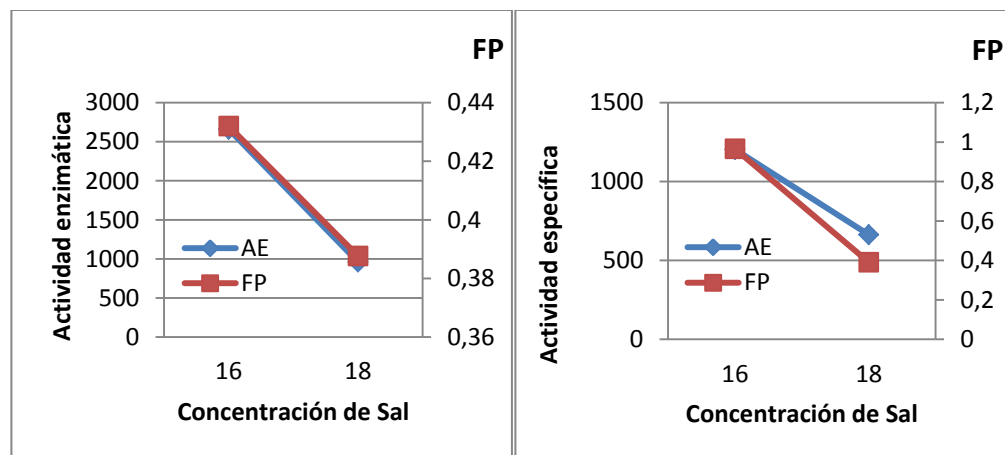 FP
Actividad enzimática
3000
2500
2000
1500
1000
500
0
0,44
0,42
0,4
0,38
0,36
AE
FP
16
18
Concentración de Sal
FP
Actividad específica
1500
1000
500
0
1,2
1
0,8
0,6
0,4
0,2
0
AE
FP
16
18
Concentración de Sal